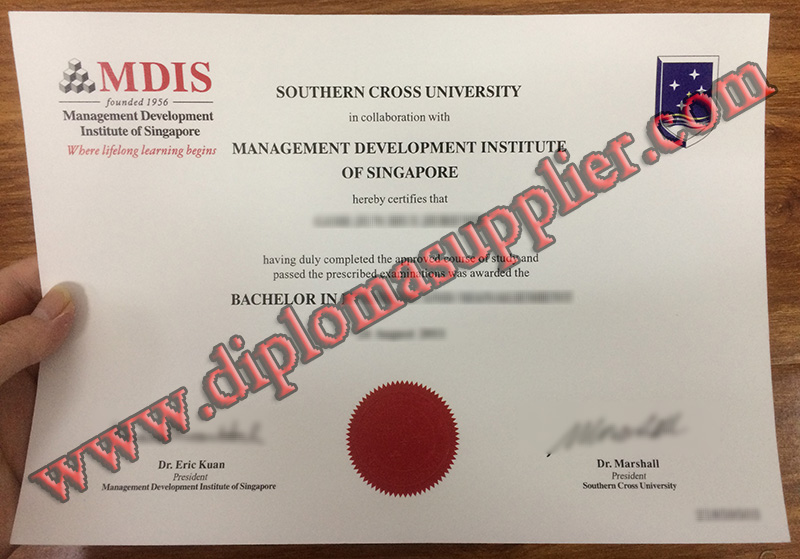 MDIS
founded 1956
Management Development
Institute of Singapore
Where lifelong learning begins
SOUTHERN CROSS UNIVERSITY
in collaboration with
MANAGEMENT DEVELOPMENT INSTITUTE
OF SINGAPORE
hereby certifies that
having duly completed the approved course of study and
passed the prescribed examinations was awarded the
BACHELOR IN MANAGEMENT
August
www.diplomasupplier.com
Dr. Eric Kuan
President
Management Development Institute of Singapore
Dr. Marshall
President
Southern Cross University